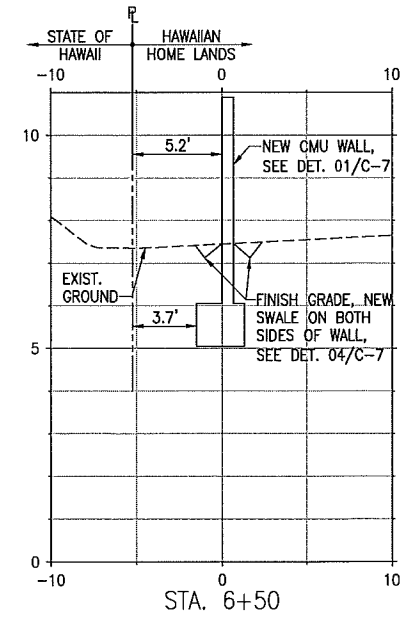 PL
STATE OF HAWAII
HAWAIIAN HOME LANDS
-10 0 10
10
5.2'
NEW CMU WALL,
SEE DET. 01/C-7
EXIST.
GROUND
FINISH GRADE, NEW
SWALE ON BOTH
SIDES OF WALL,
SEE DET. 04/C-7
3.7'
5
0
-10 0 10
STA. 6+50